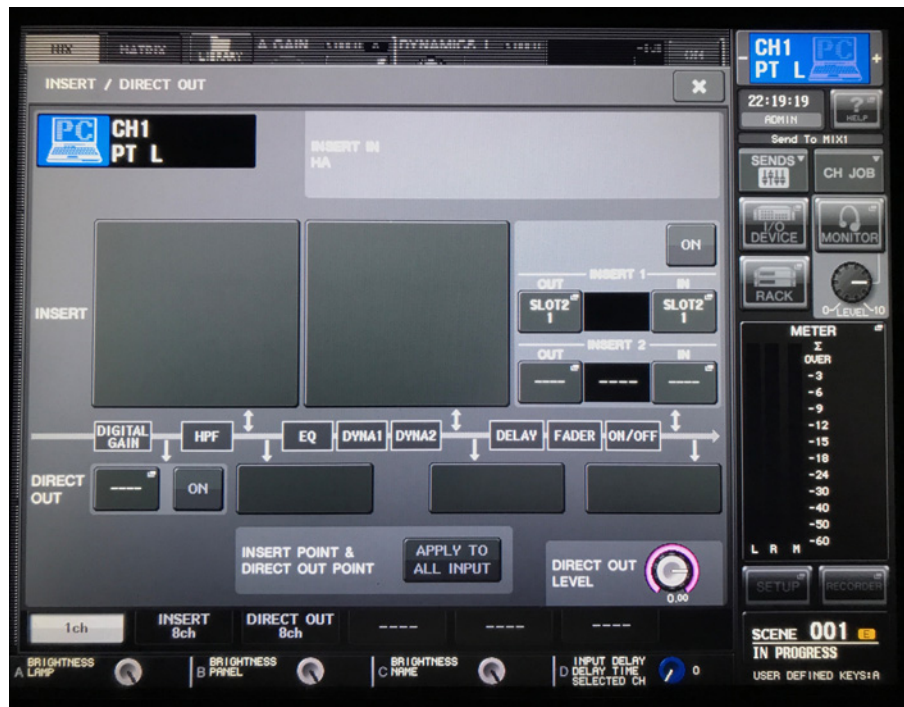 MIX
MATRIX
LIBRARY
INSERT / DIRECT OUT
PC
CH1
PT L
INSERT IN
HA
ON
INSERT 1
OUT
IN
SLOT2
1
SLOT2
1
INSERT
INSERT 2
OUT
IN
----
----
----
DIGITAL
GAIN
HPF
EQ
DYNA1
DYNA2
DELAY
FADER
ON/OFF
DIRECT
OUT
----
ON
INSERT POINT &
DIRECT OUT POINT
APPLY TO
ALL INPUT
DIRECT OUT
LEVEL
0.00
1ch
INSERT
8ch
DIRECT OUT
8ch
----
----
----
A BRIGHTNESS
LAMP
B BRIGHTNESS
PANEL
C BRIGHTNESS
NAME
D INPUT DELAY
DELAY TIME
SELECTED CH
0
- CH1
PT L
PC
+
22:19:19
ADMIN
?
HELP
Send To MIX1
SENDS
CH JOB
I/O
DEVICE
MONITOR
RACK
0-LEVEL-10
METER
Σ
OVER
-3
-6
-9
-12
-15
-18
-24
-30
-40
-50
-60
L R M
SETUP
RECORDER
SCENE 001 E
IN PROGRESS
USER DEFINED KEYS:A